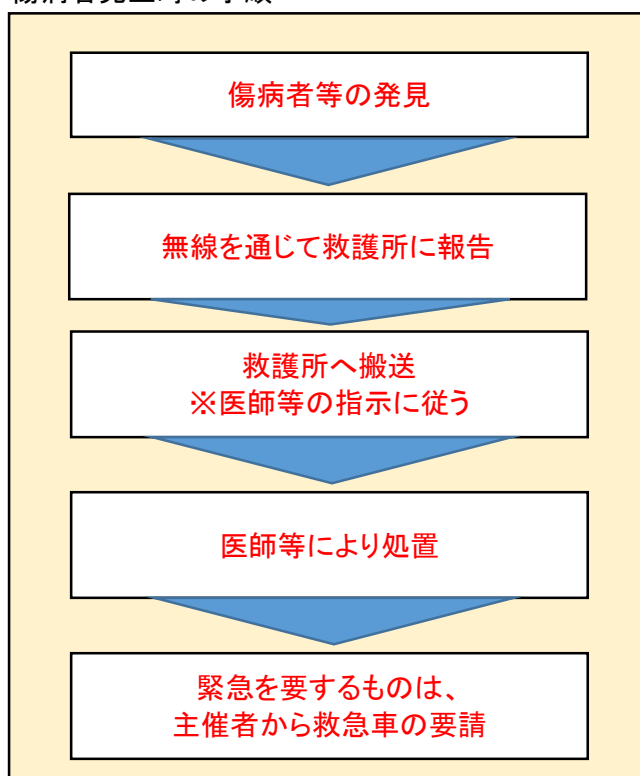 傷病者等の発見
無線を通じて救護所に報告
救護所へ搬送
※医師等の指示に従う
医師等により処置
緊急を要するものは、
主催者から救急車の要請